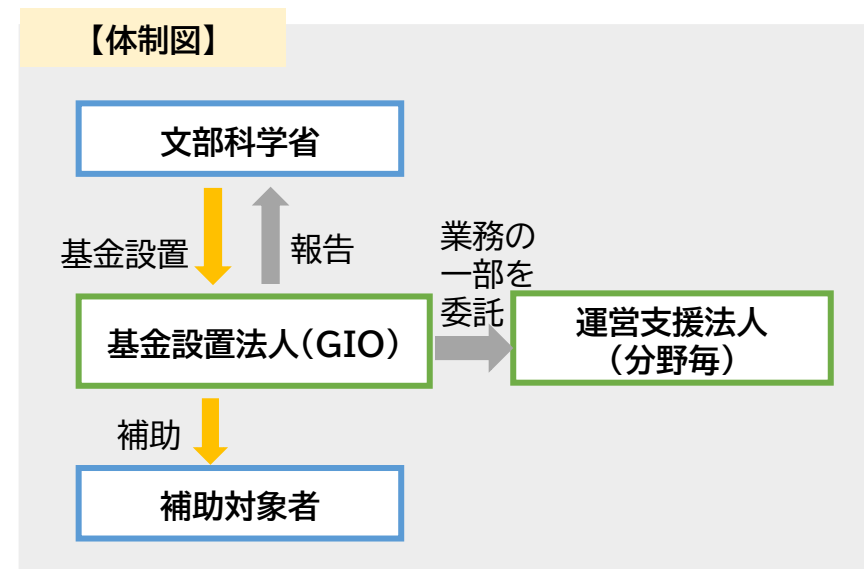 【体制図】
文部科学省
基金設置
報告
業務の
一部を
委託
基金設置法人(GIO)
運営支援法人
(分野毎)
補助
補助対象者